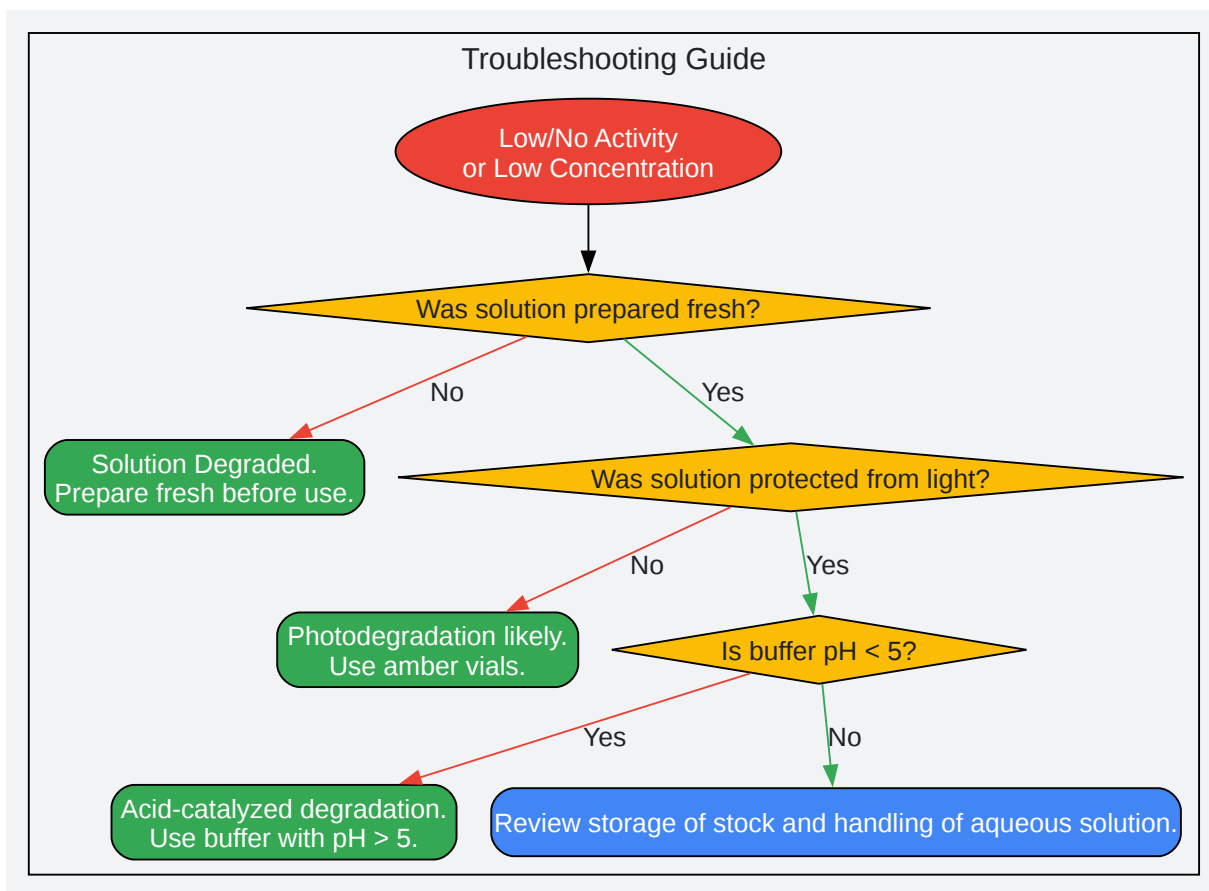 Troubleshooting Guide
Low/No Activity
or Low Concentration
Was solution prepared fresh?
No
Yes
Solution Degraded.
Prepare fresh before use.
Was solution protected from light?
No
Yes
Photodegradation likely.
Use amber vials.
Is buffer pH < 5?
Yes
No
Acid-catalyzed degradation.
Use buffer with pH > 5.
Review storage of stock and handling of aqueous solution.